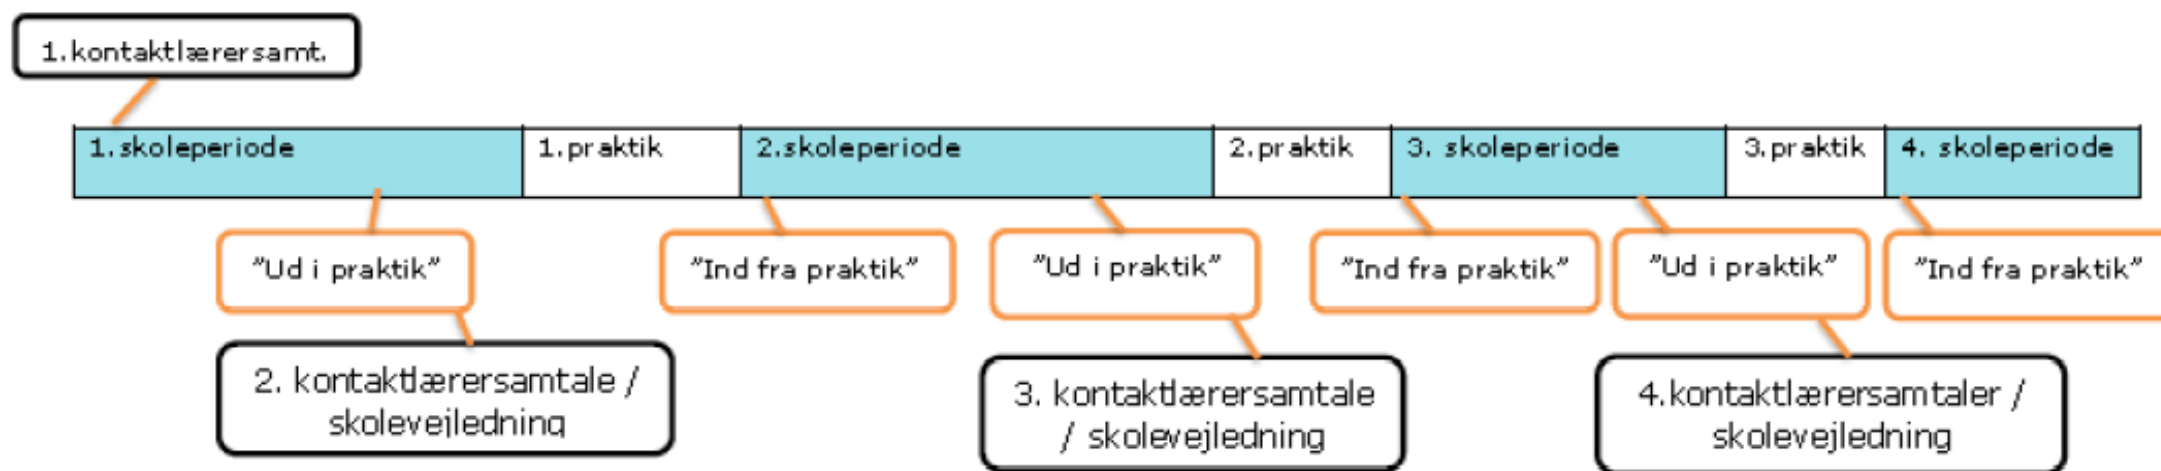 1.kontaktlærersamt.
1.skoleperiode
1.praktik
2.skoleperiode
2.praktik
3. skoleperiode
3.praktik
4. skoleperiode
"Ud i praktik"
"Ind fra praktik"
"Ud i praktik"
"Ind fra praktik"
"Ud i praktik"
"Ind fra praktik"
2. kontaktlærersamtale /
skolevejledning
3. kontaktlærersamtale
/ skolevejledning
4.kontaktlærersamtaler /
skolevejledning